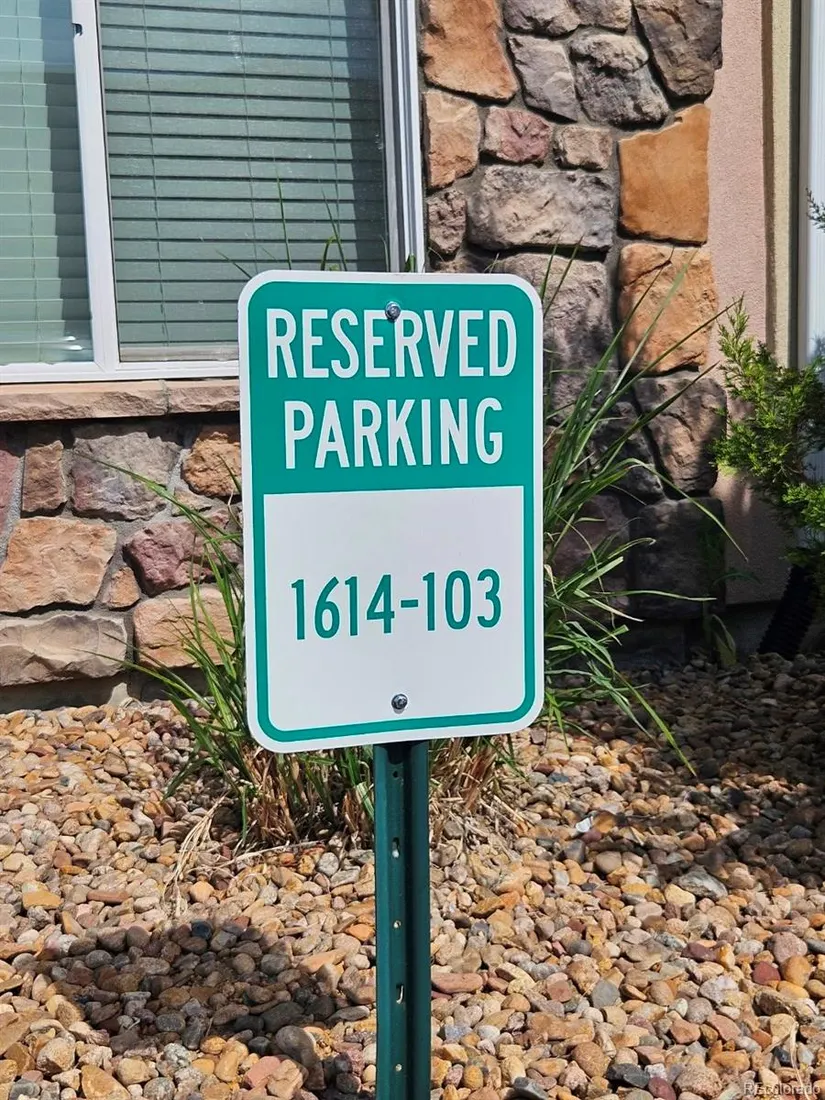 RESERVED
PARKING
1614-103
REcolorado